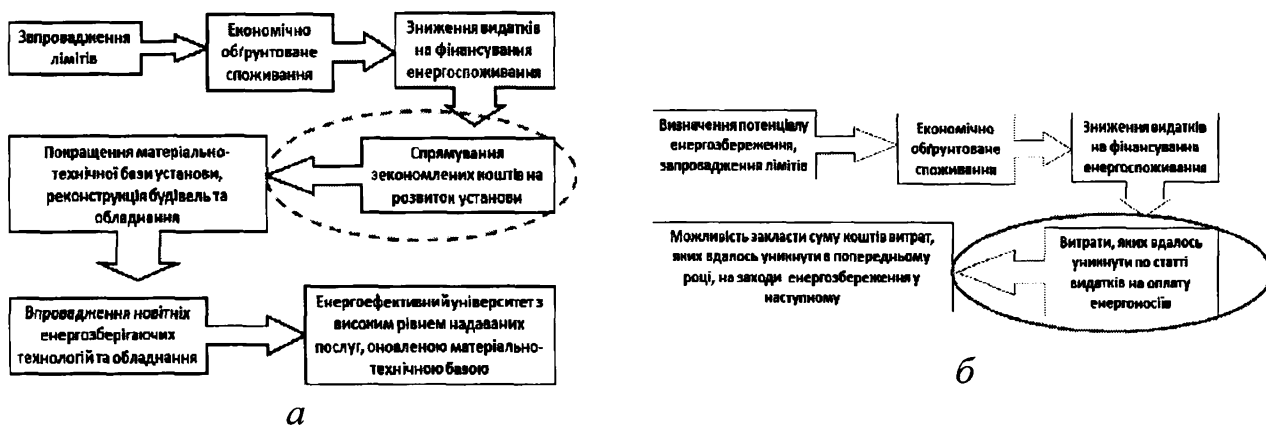 Запровадження
лімітів
Економічно
обґрунтоване
споживання
Зниження видатків
на фінансування
енергоспоживання
Спрямування
зекономлених коштів на
розвиток установи
Покращення матеріально-
технічної бази установи,
реконструкція будівель та
обладнання
Впровадження новітніх
енергозберігаючих
технологій та обладнання
Енергоефективний університет з
високим рівнем надаваних
послуг, оновленою матеріально-
технічною базою
а
Визначення потенціалу
енергозбереження,
запровадження лімітів
Економічно
обґрунтоване
споживання
Зниження видатків
на фінансування
енергоспоживання
Витрати, яких вдалось
уникнути по статті
видатків на оплату
енергоносіїв
Можливість закласти суму коштів витрат,
яких вдалось уникнути в попередньому
році, на заходи енергозбереження у
наступному
б